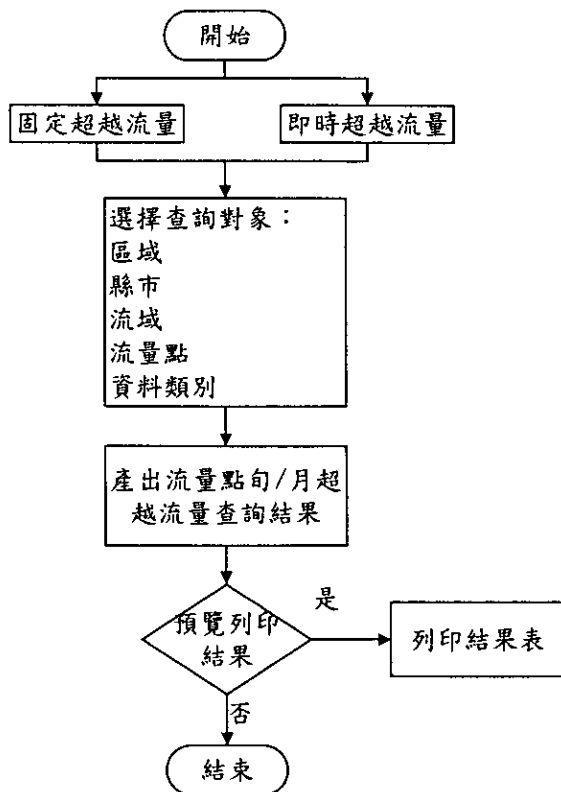 開始
固定超越流量
即時超越流量
選擇查詢對象：
區域
縣市
流域
流量點
資料類別
產出流量點旬/月超
越流量查詢結果
是
預覽列印
結果
列印結果表
否
結束